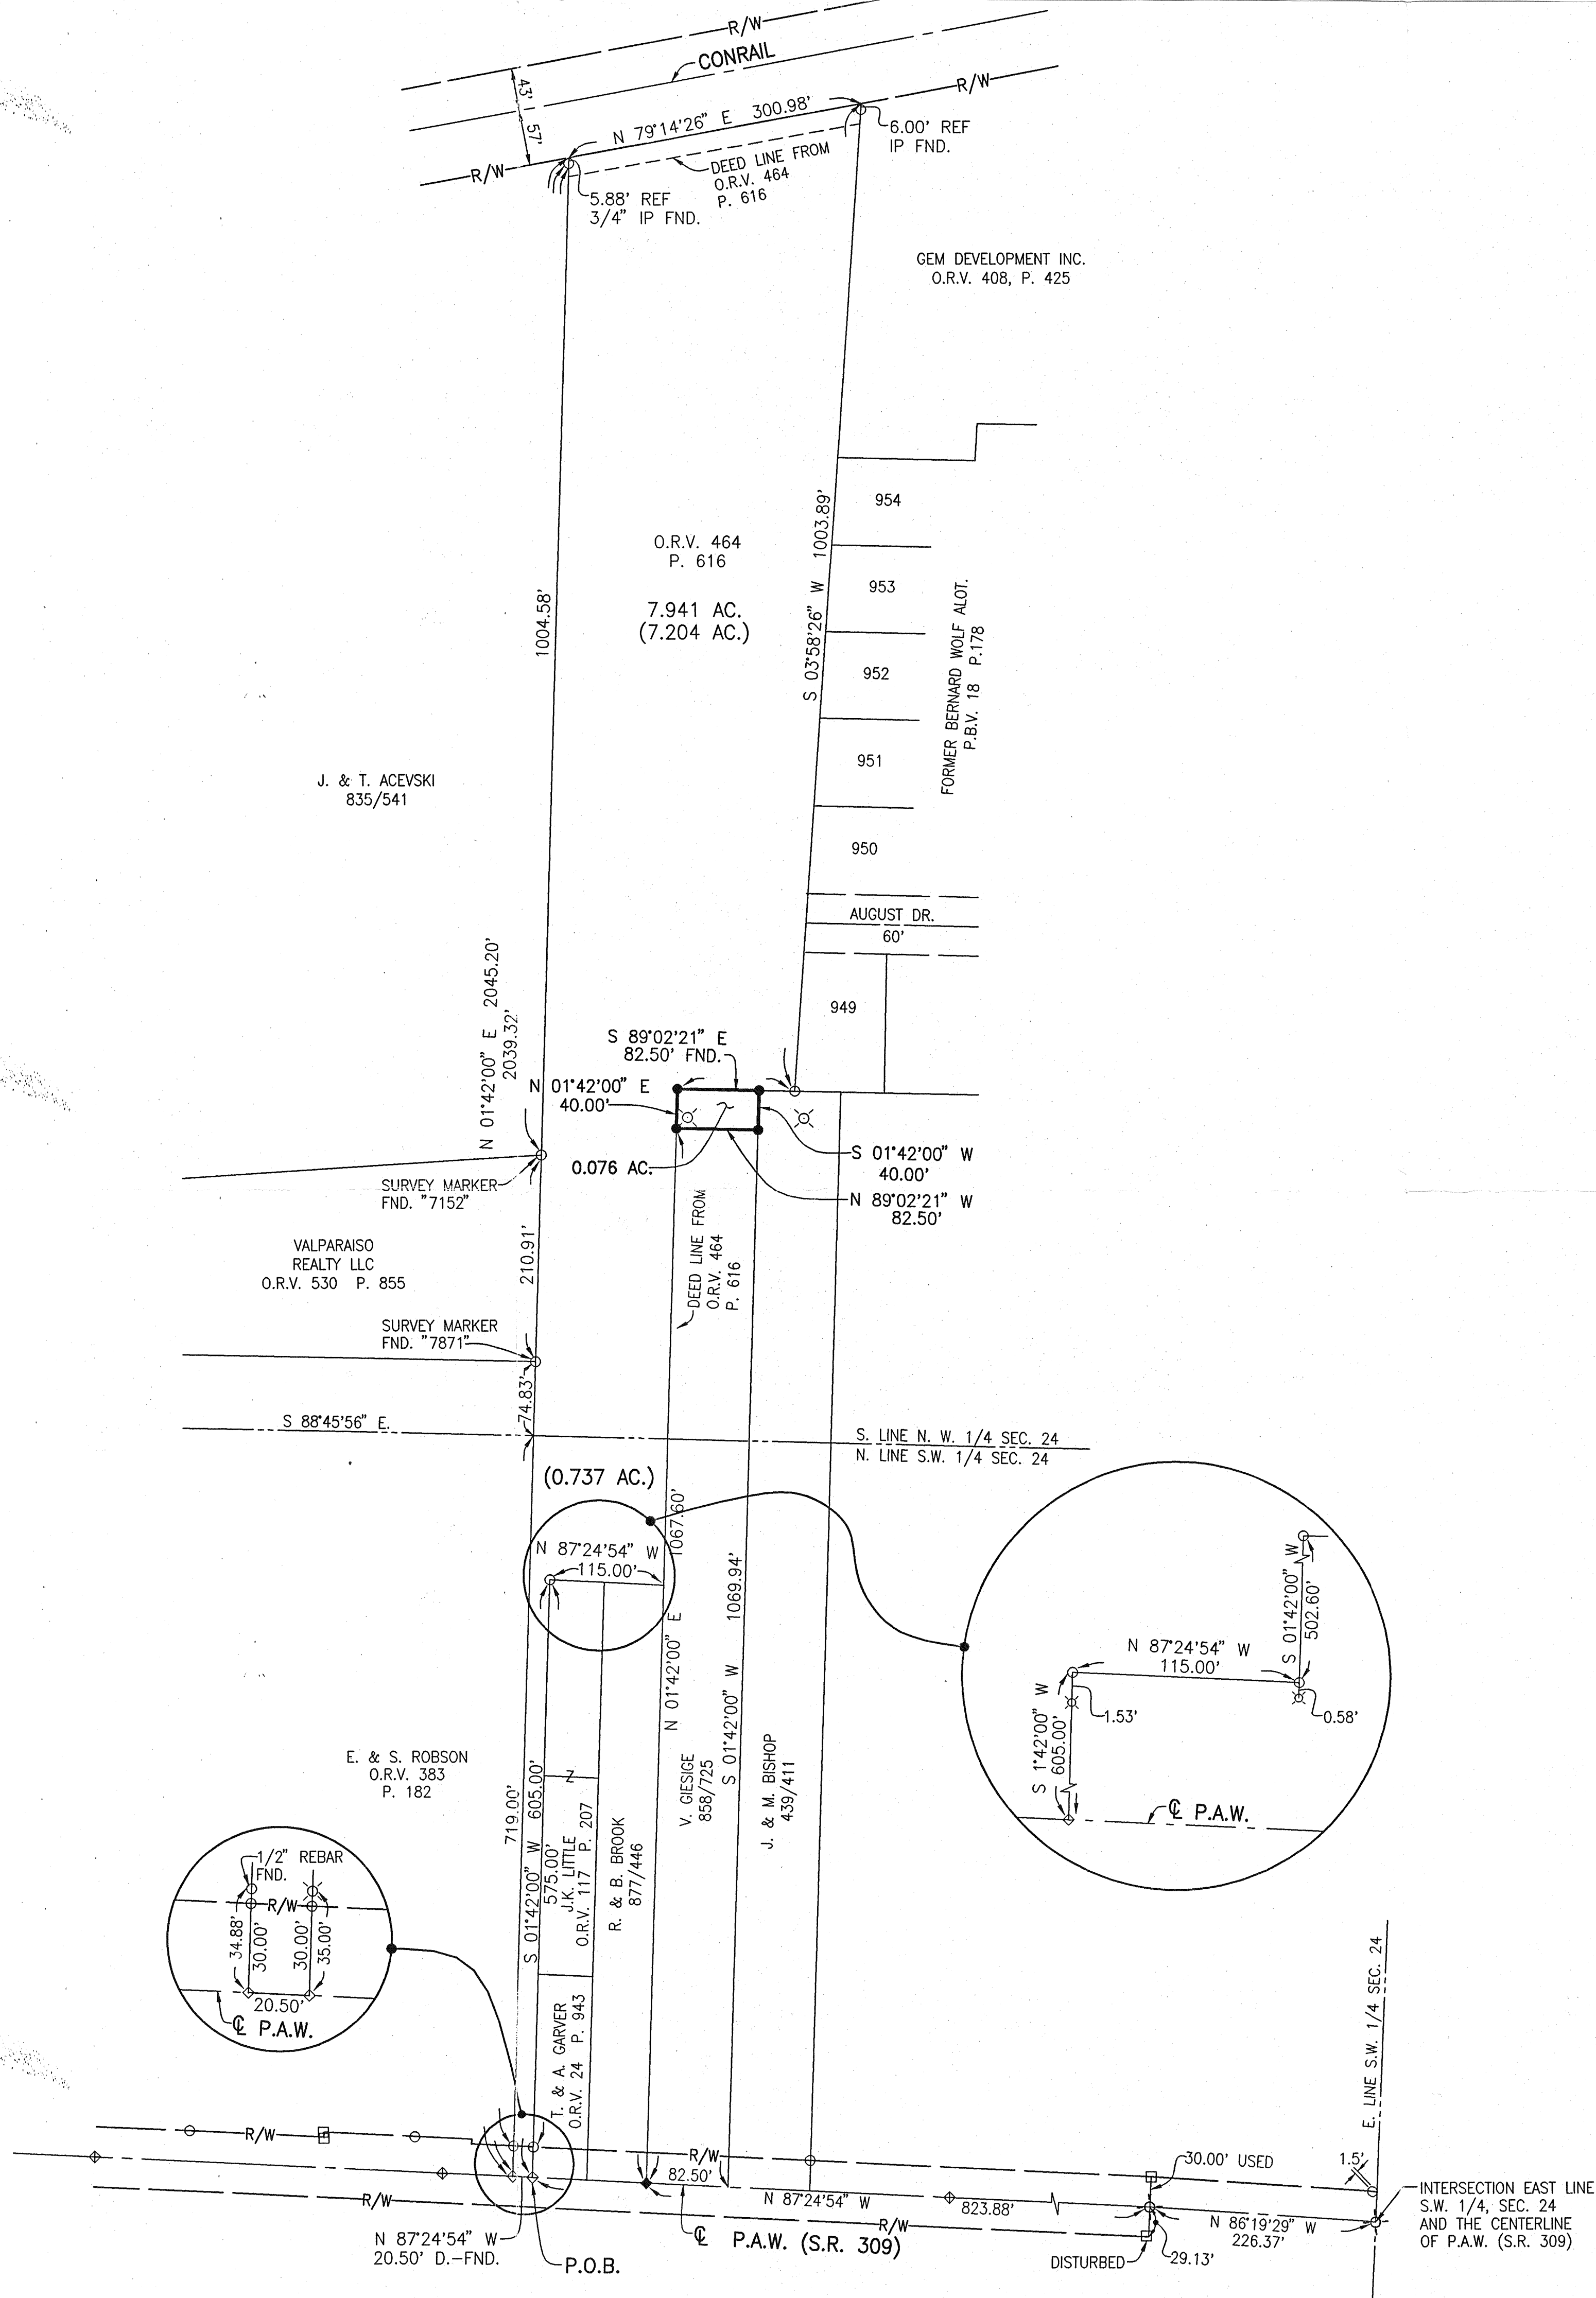 R/W
CONRAIL
43'
57'
N 79°14'26" E 300.98'
R/W
R/W
6.00' REF
IP FND.
DEED LINE FROM
O.R.V. 464
P. 616
5.88' REF
3/4" IP FND.
GEM DEVELOPMENT INC.
O.R.V. 408, P. 425
1004.58'
O.R.V. 464
P. 616
7.941 AC.
(7.204 AC.)
S 03°58'26" W 1003.89'
954
953
952
951
950
FORMER BERNARD WOLF ALOT.
P.B.V. 18 P.178
AUGUST DR.
60'
949
J. & T. ACEVSKI
835/541
N 01°42'00" E 2045.20'
2039.32'
S 89°02'21" E
82.50' FND.
N 01°42'00" E
40.00'
0.076 AC.
S 01°42'00" W
40.00'
N 89°02'21" W
82.50'
SURVEY MARKER
FND. "7152"
210.91'
VALPARAISO
REALTY LLC
O.R.V. 530 P. 855
DEED LINE FROM
O.R.V. 464
P. 616
SURVEY MARKER
FND. "7871"
74.83'
S 88°45'56" E.
S. LINE N. W. 1/4 SEC. 24
N. LINE S.W. 1/4 SEC. 24
(0.737 AC.)
N 87°24'54" W
115.00'
N 01°42'00" E 1067.60'
S 01°42'00" W 1069.94'
S 01°42'00" W
502.60'
N 87°24'54" W
115.00'
1.53'
0.58'
S 1°42'00" W
605.00'
℄ P.A.W.
E. & S. ROBSON
O.R.V. 383
P. 182
719.00'
S 01°42'00" W 605.00'
575.00'
J.K. LITTLE
O.R.V. 117 P. 207
Z
R. & B. BROOK
877/446
V. GIESIGE
858/725
J. & M. BISHOP
439/411
T. & A. GARVER
O.R.V. 24 P. 943
1/2" REBAR
FND.
R/W
34.88'
30.00'
30.00'
35.00'
20.50'
℄ P.A.W.
E. LINE S.W. 1/4 SEC. 24
R/W
R/W
82.50'
N 87°24'54" W
823.88'
30.00' USED
1.5'
INTERSECTION EAST LINE
S.W. 1/4, SEC. 24
AND THE CENTERLINE
OF P.A.W. (S.R. 309)
N 86°19'29" W
226.37'
R/W
R/W
N 87°24'54" W
20.50' D.-FND.
P.O.B.
℄ P.A.W. (S.R. 309)
DISTURBED
29.13'